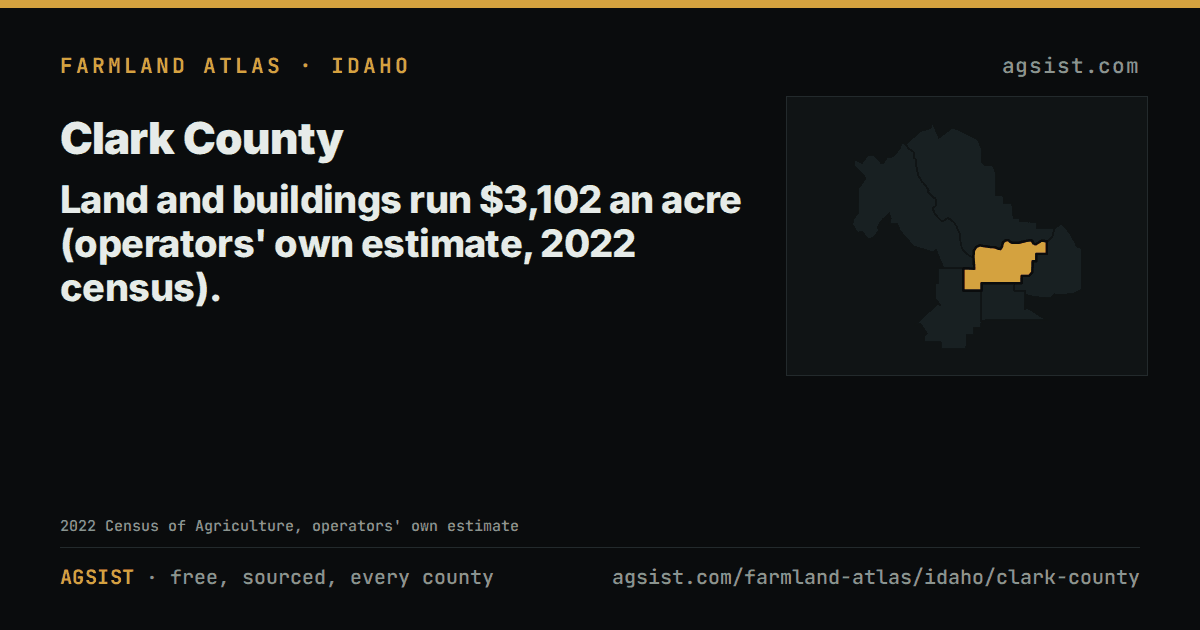 FARMLAND ATLAS · IDAHO
agsist.com
Clark County
Land and buildings run $3,102 an acre
(operators' own estimate, 2022
census).
2022 Census of Agriculture, operators' own estimate
AGSIST · free, sourced, every county
agsist.com/farmland-atlas/idaho/clark-county